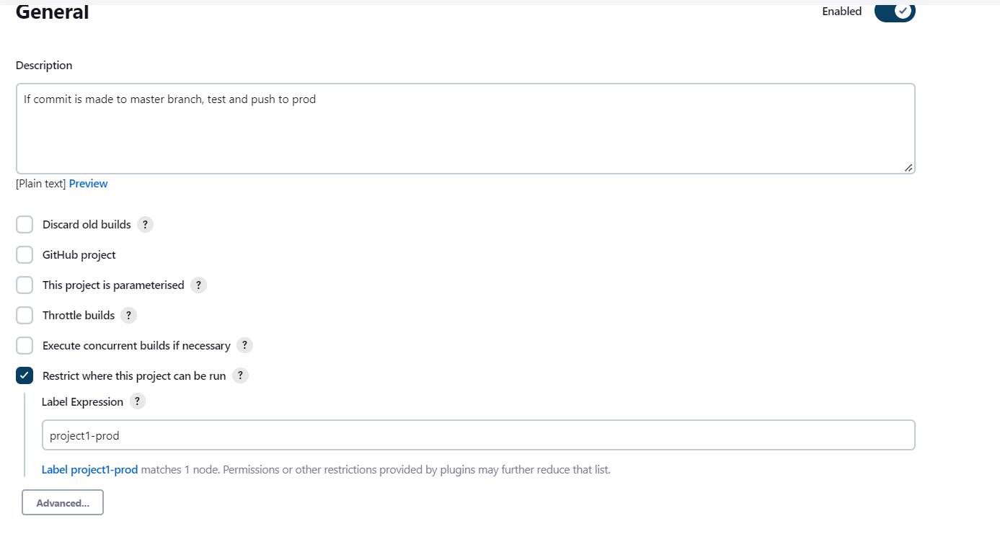 General
Enabled
Description
If commit is made to master branch, test and push to prod
[Plain text] Preview
Discard old builds ?
GitHub project
This project is parameterised ?
Throttle builds ?
Execute concurrent builds if necessary ?
Restrict where this project can be run ?
Label Expression ?
project1-prod
Label project1-prod matches 1 node. Permissions or other restrictions provided by plugins may further reduce that list.
Advanced...